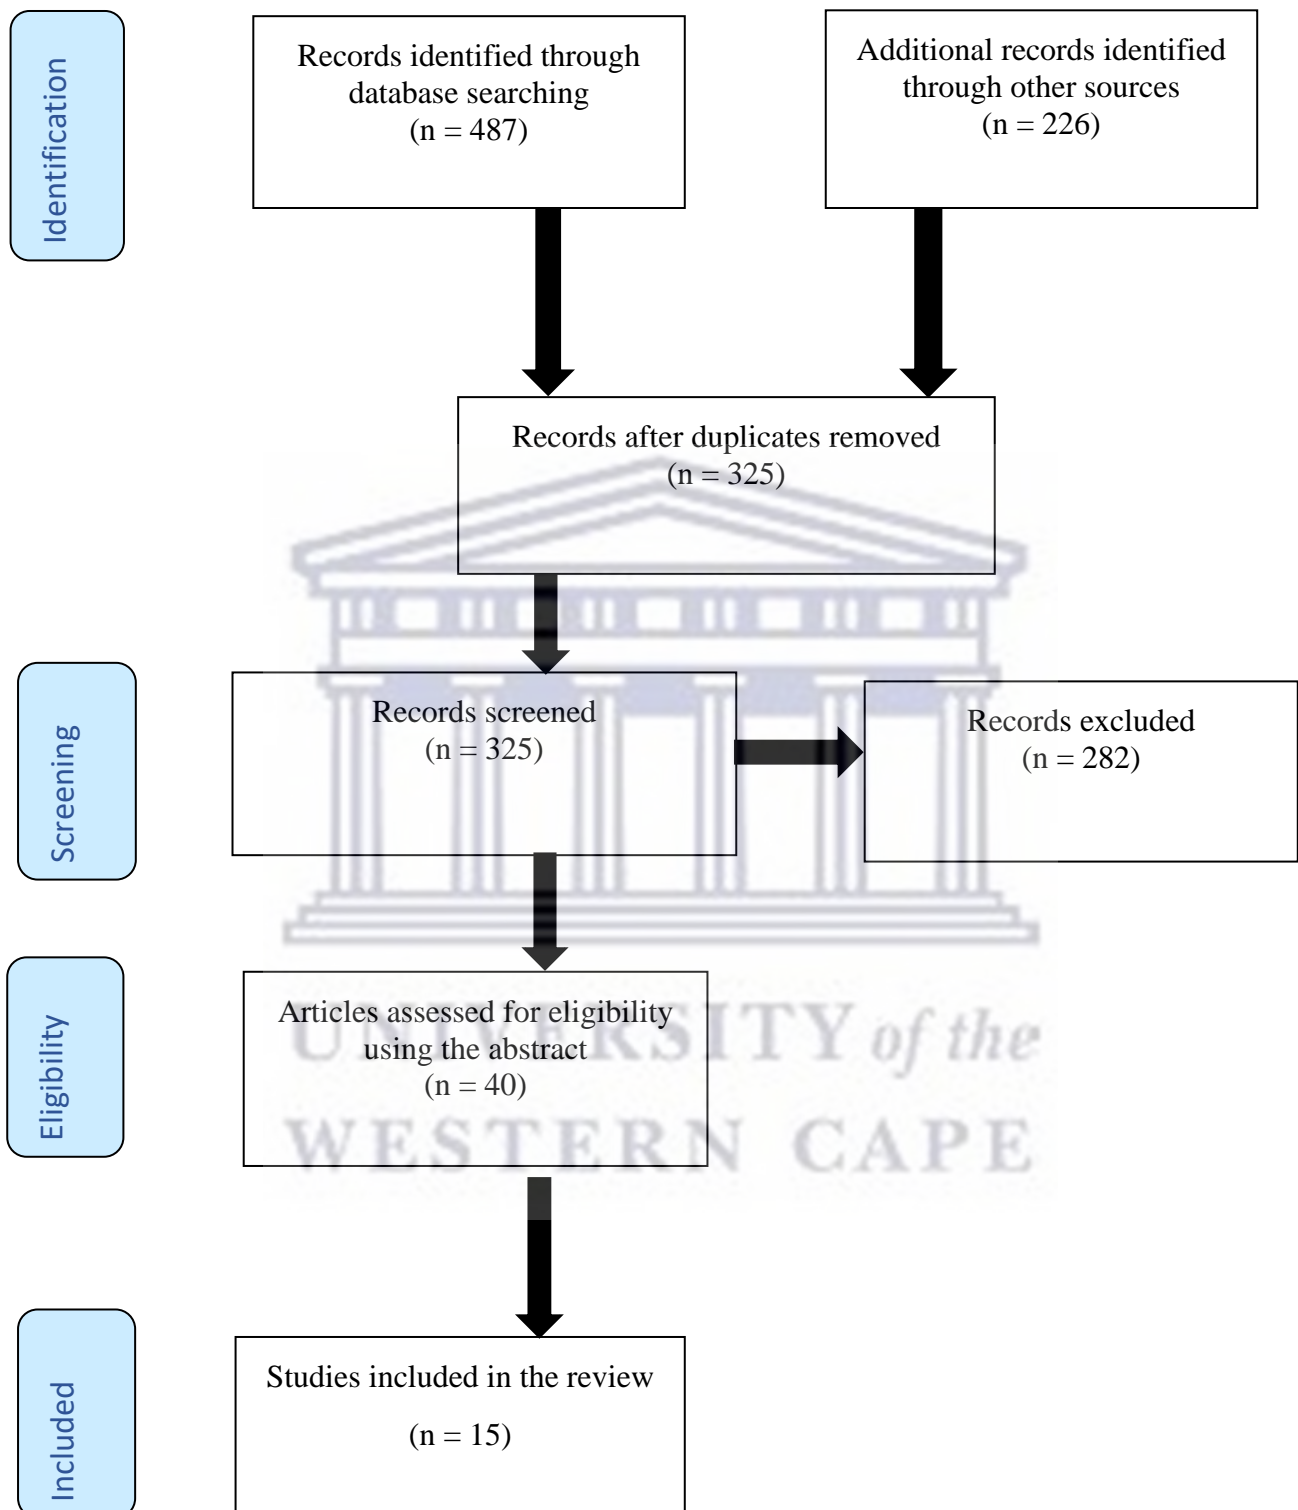 Identification
Records identified through
database searching
(n = 487)
Additional records identified
through other sources
(n = 226)
Records after duplicates removed
(n = 325)
Screening
Records screened
(n = 325)
Records excluded
(n = 282)
Eligibility
Articles assessed for eligibility
using the abstract
(n = 40)
UNIVERSITY of the
WESTERN CAPE
Included
Studies included in the review
(n = 15)